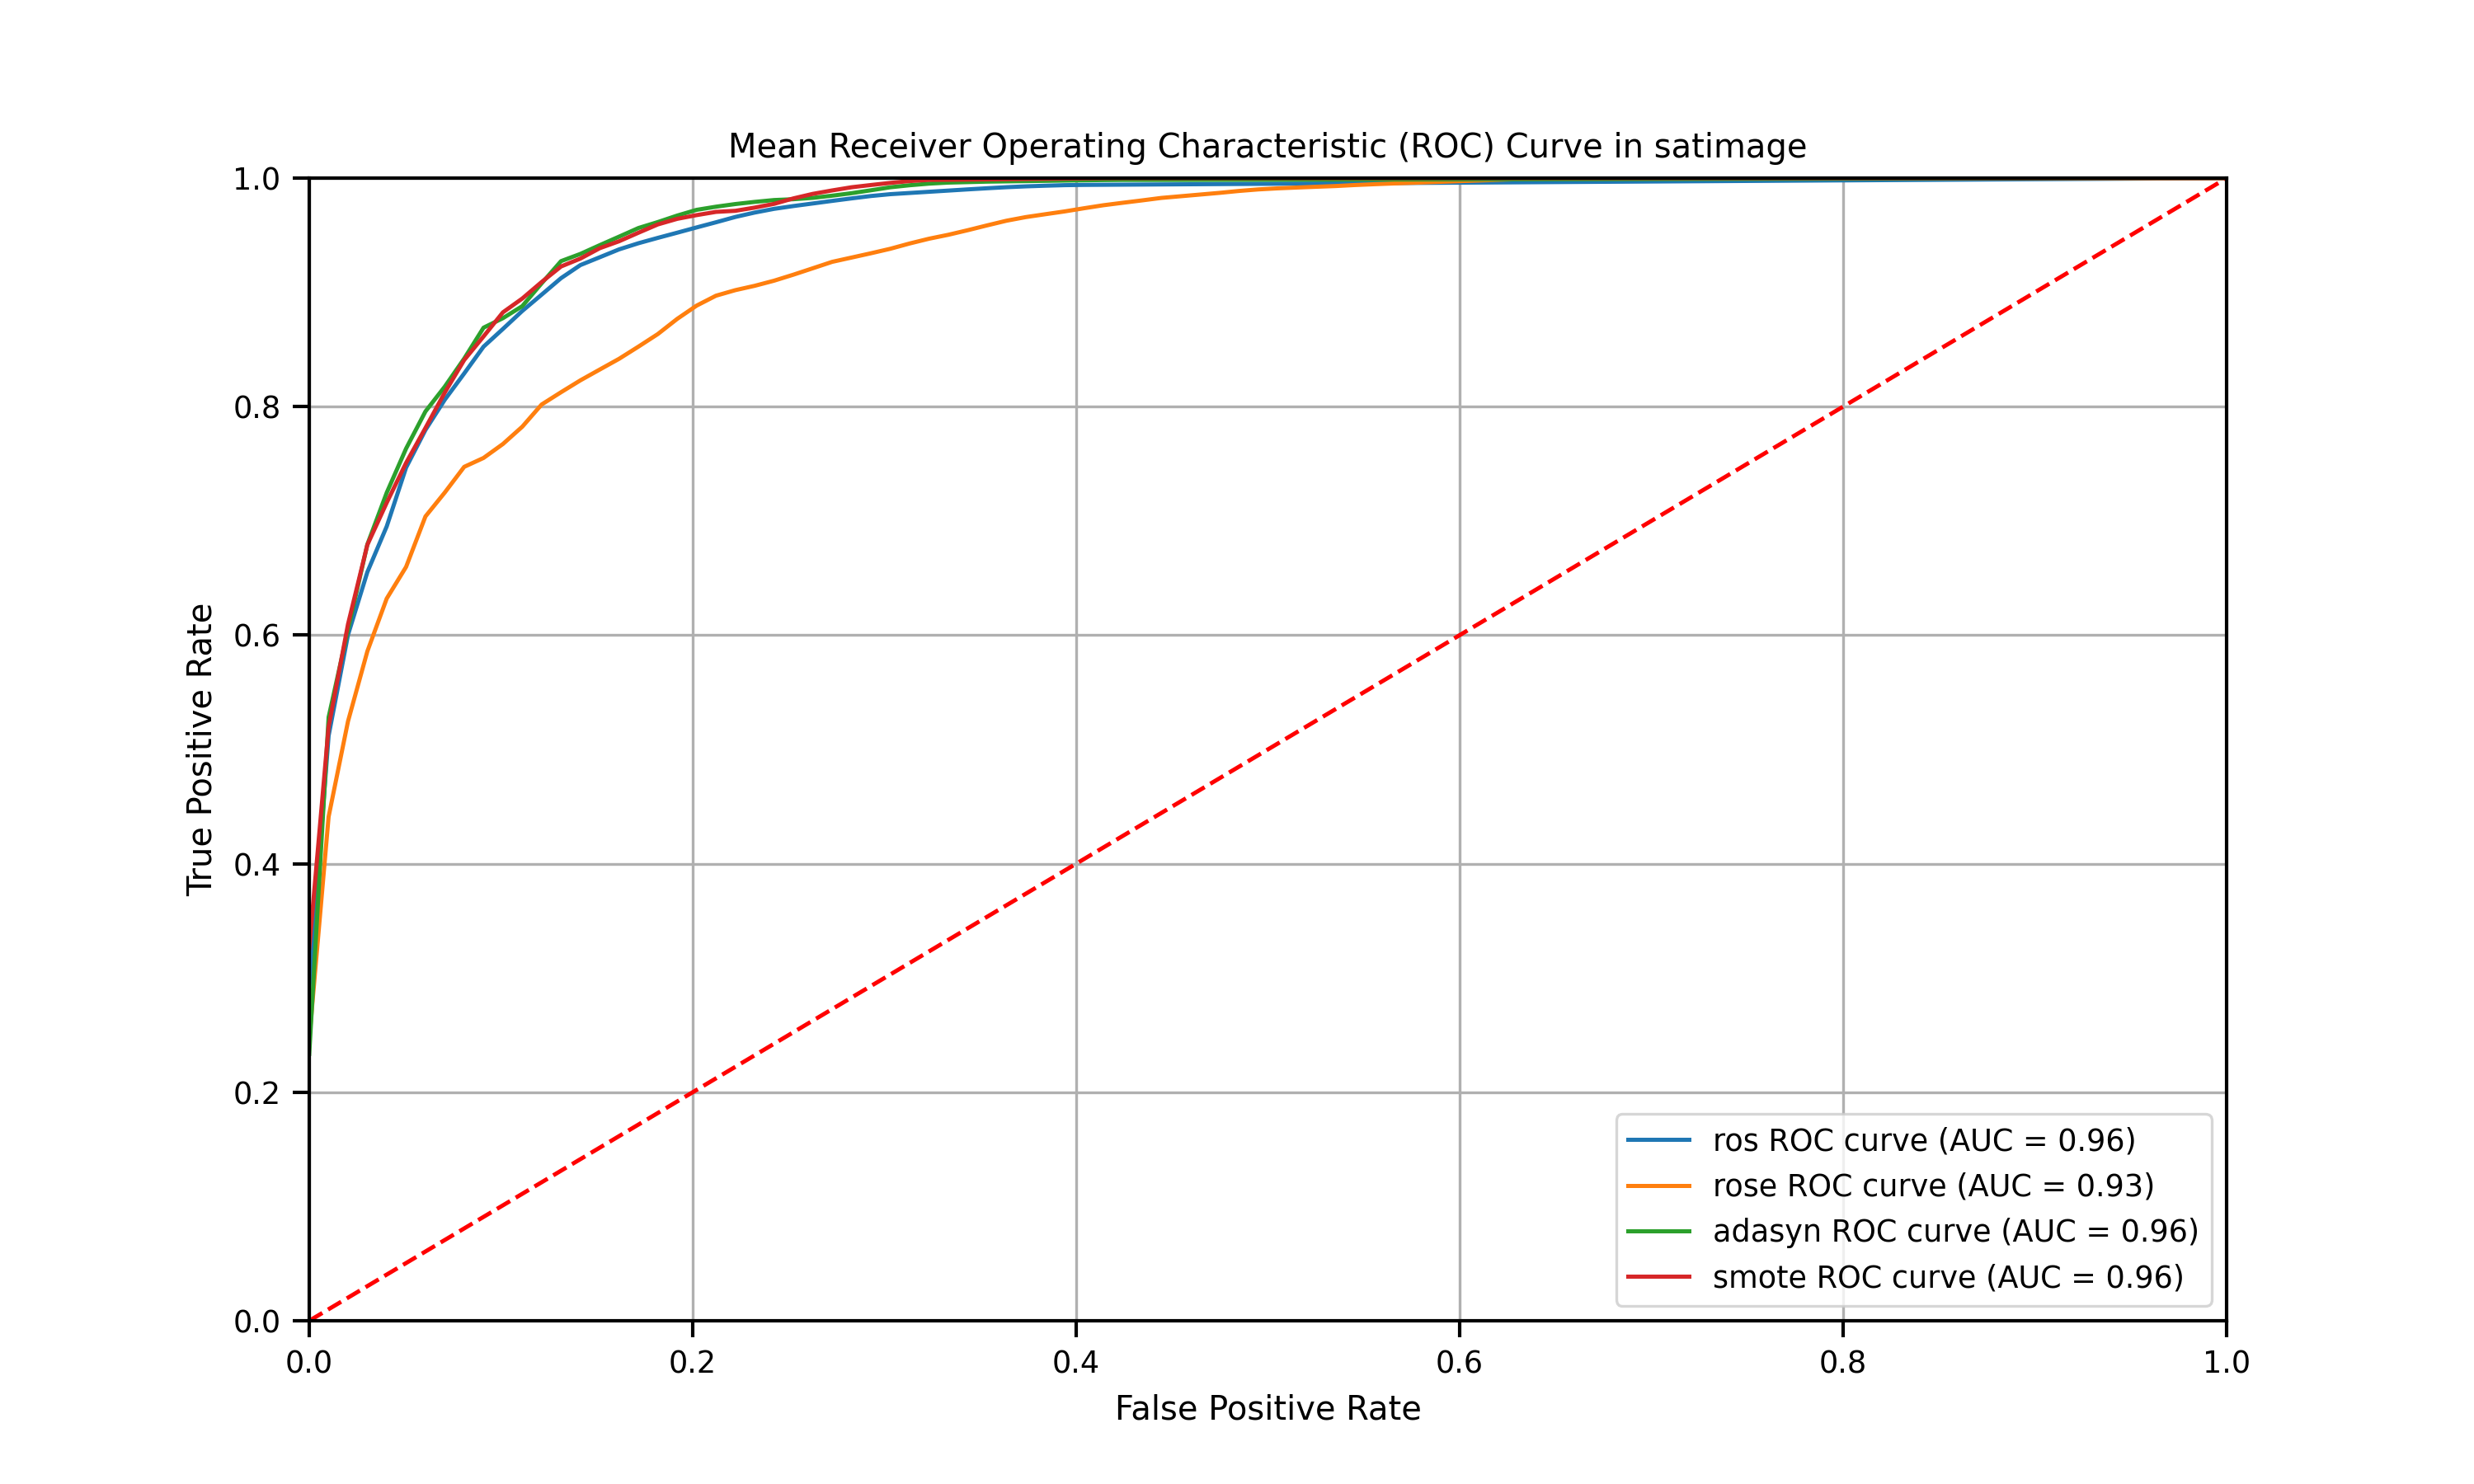 Mean Receiver Operating Characteristic (ROC) Curve in satimage
1.0
0.8
0.6
0.4
0.2
0.0
True Positive Rate
0.0 0.2 0.4 0.6 0.8 1.0
False Positive Rate
ros ROC curve (AUC = 0.96)
rose ROC curve (AUC = 0.93)
adasyn ROC curve (AUC = 0.96)
smote ROC curve (AUC = 0.96)